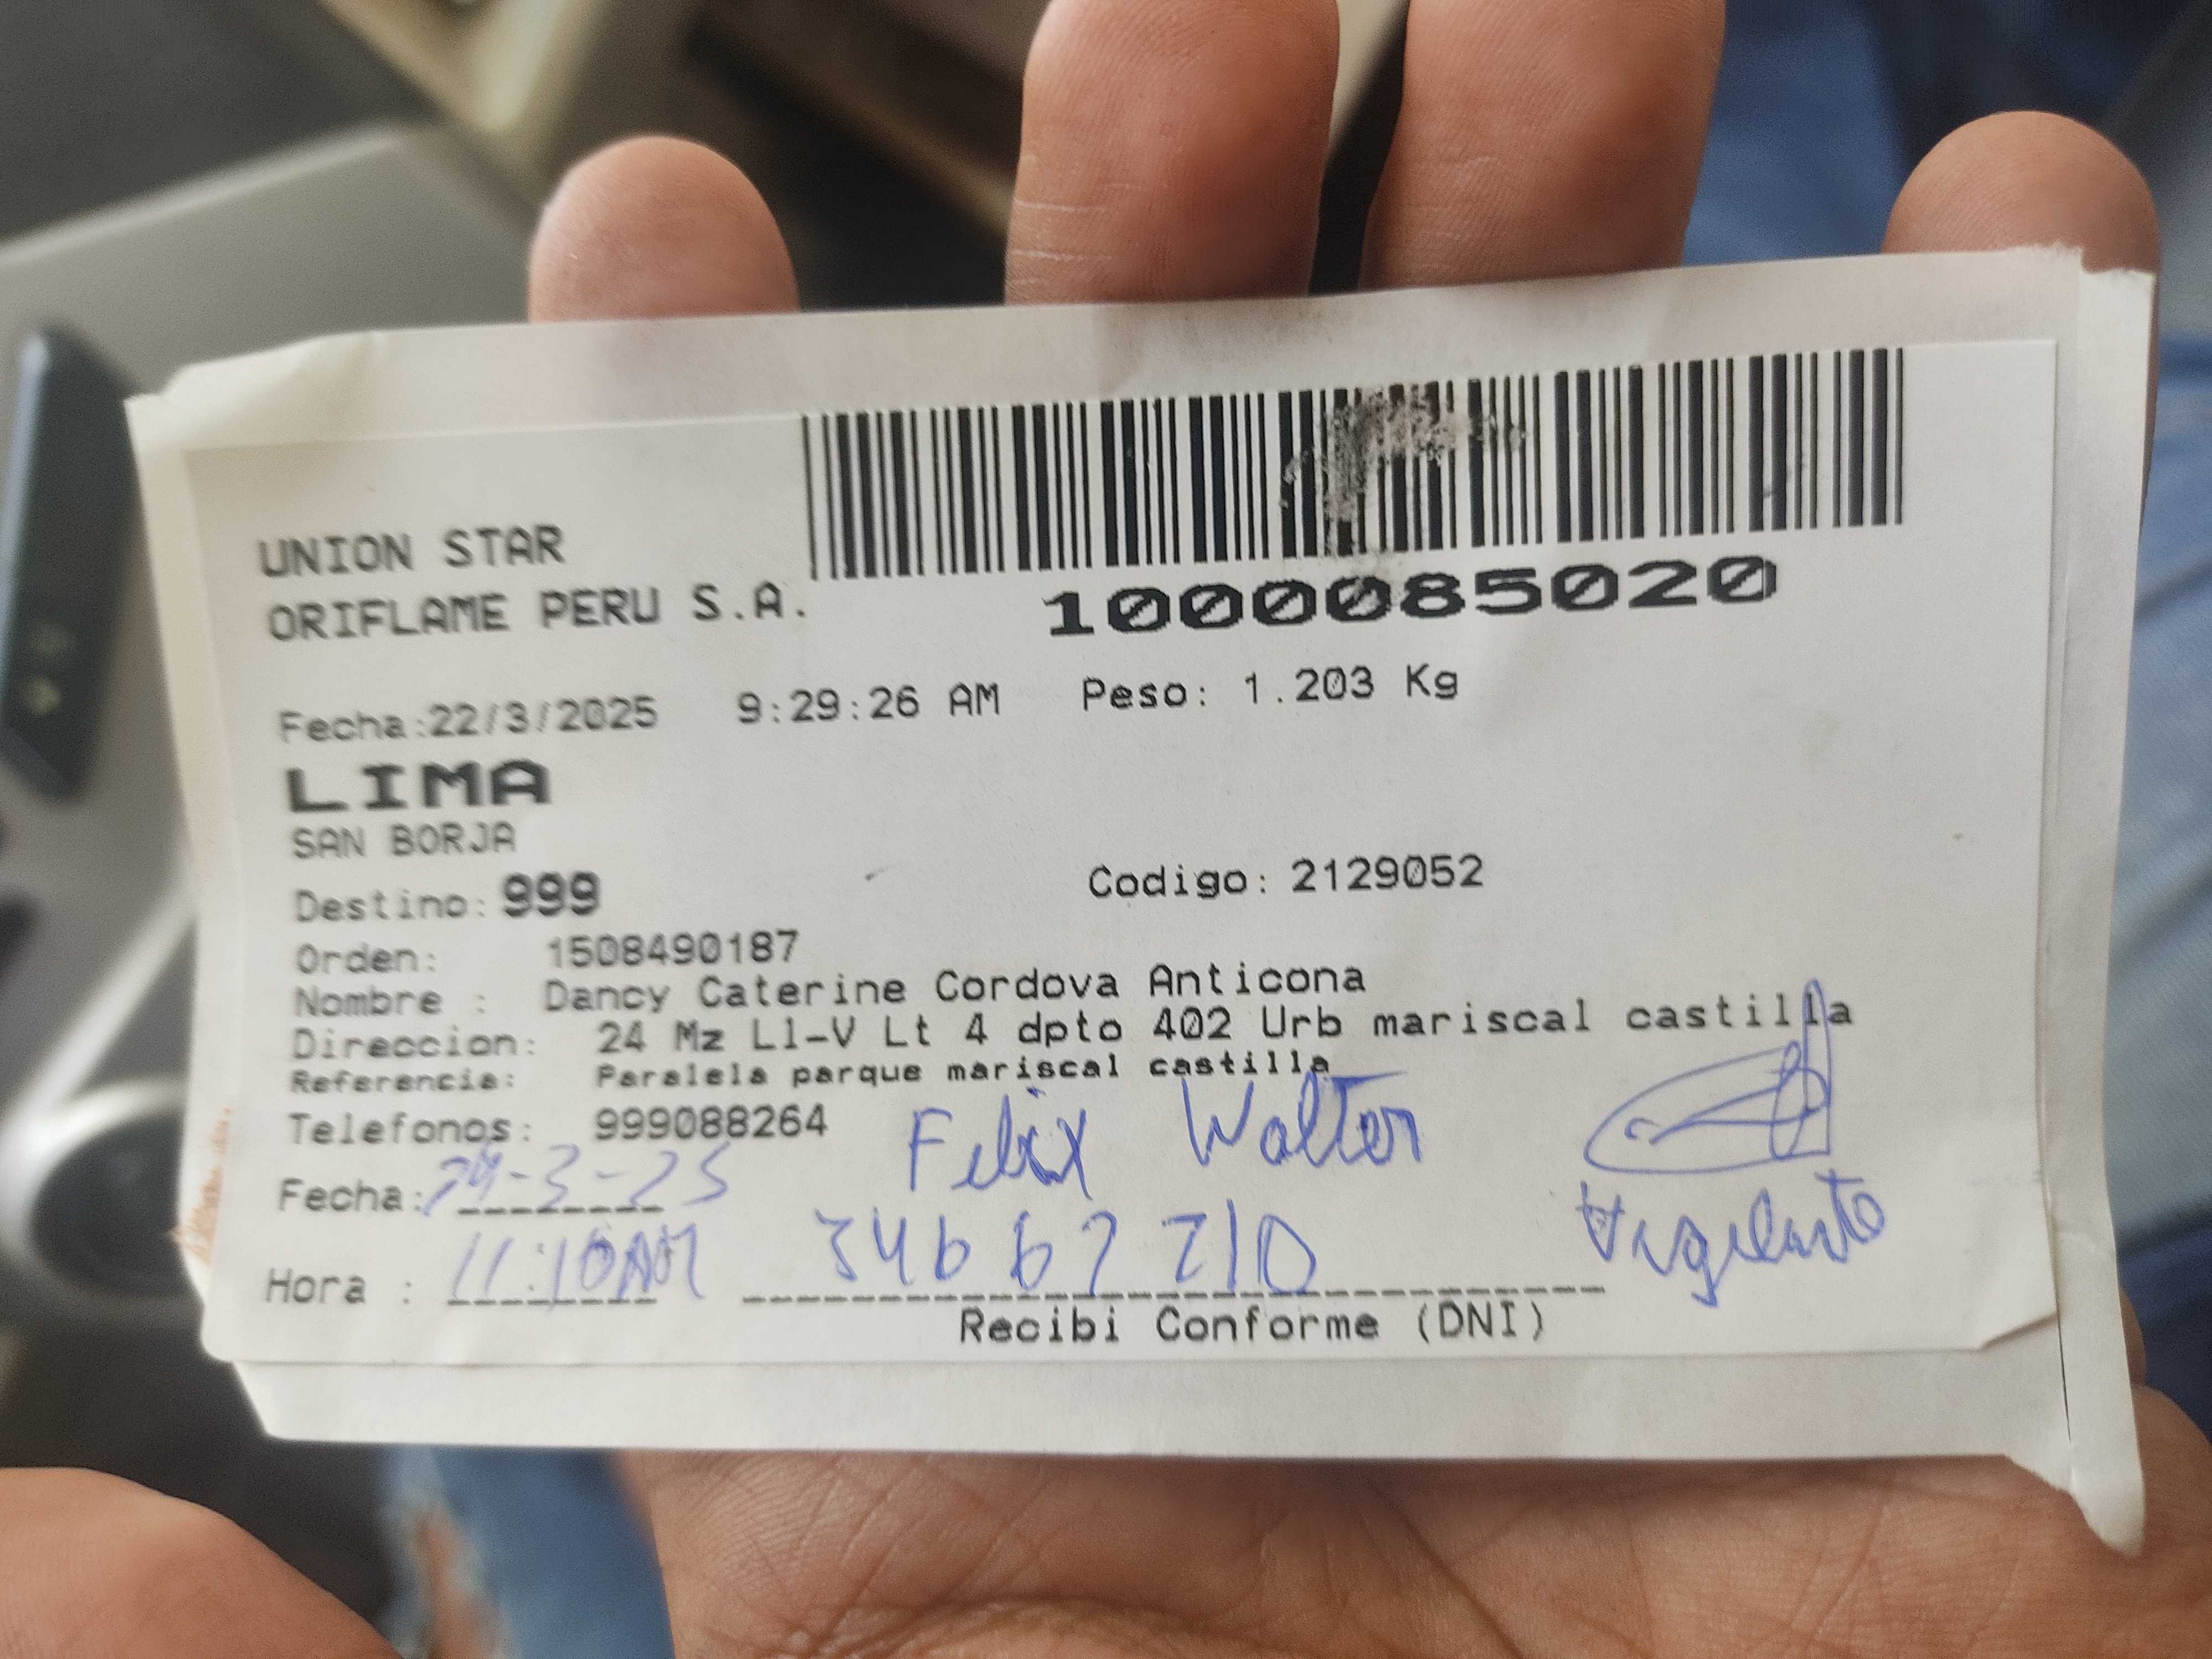 UNION STAR
ORIFLAME PERU S.A.
1000085020
Fecha:22/3/2025 9:29:26 AM Peso: 1.203 Kg
LIMA
SAN BORJA
Destino: 999 Codigo: 2129052
Orden: 1508490187
Nombre : Dancy Caterine Cordova Anticona
Direccion: 24 Mz Ll-V Lt 4 dpto 402 Urb mariscal castilla
Referencia: Paralela parque mariscal castilla
Telefonos: 999088264 Felix Walter
Fecha: 24-3-25 Vigilante
Hora : 11:10AM
Recibi Conforme (DNI)